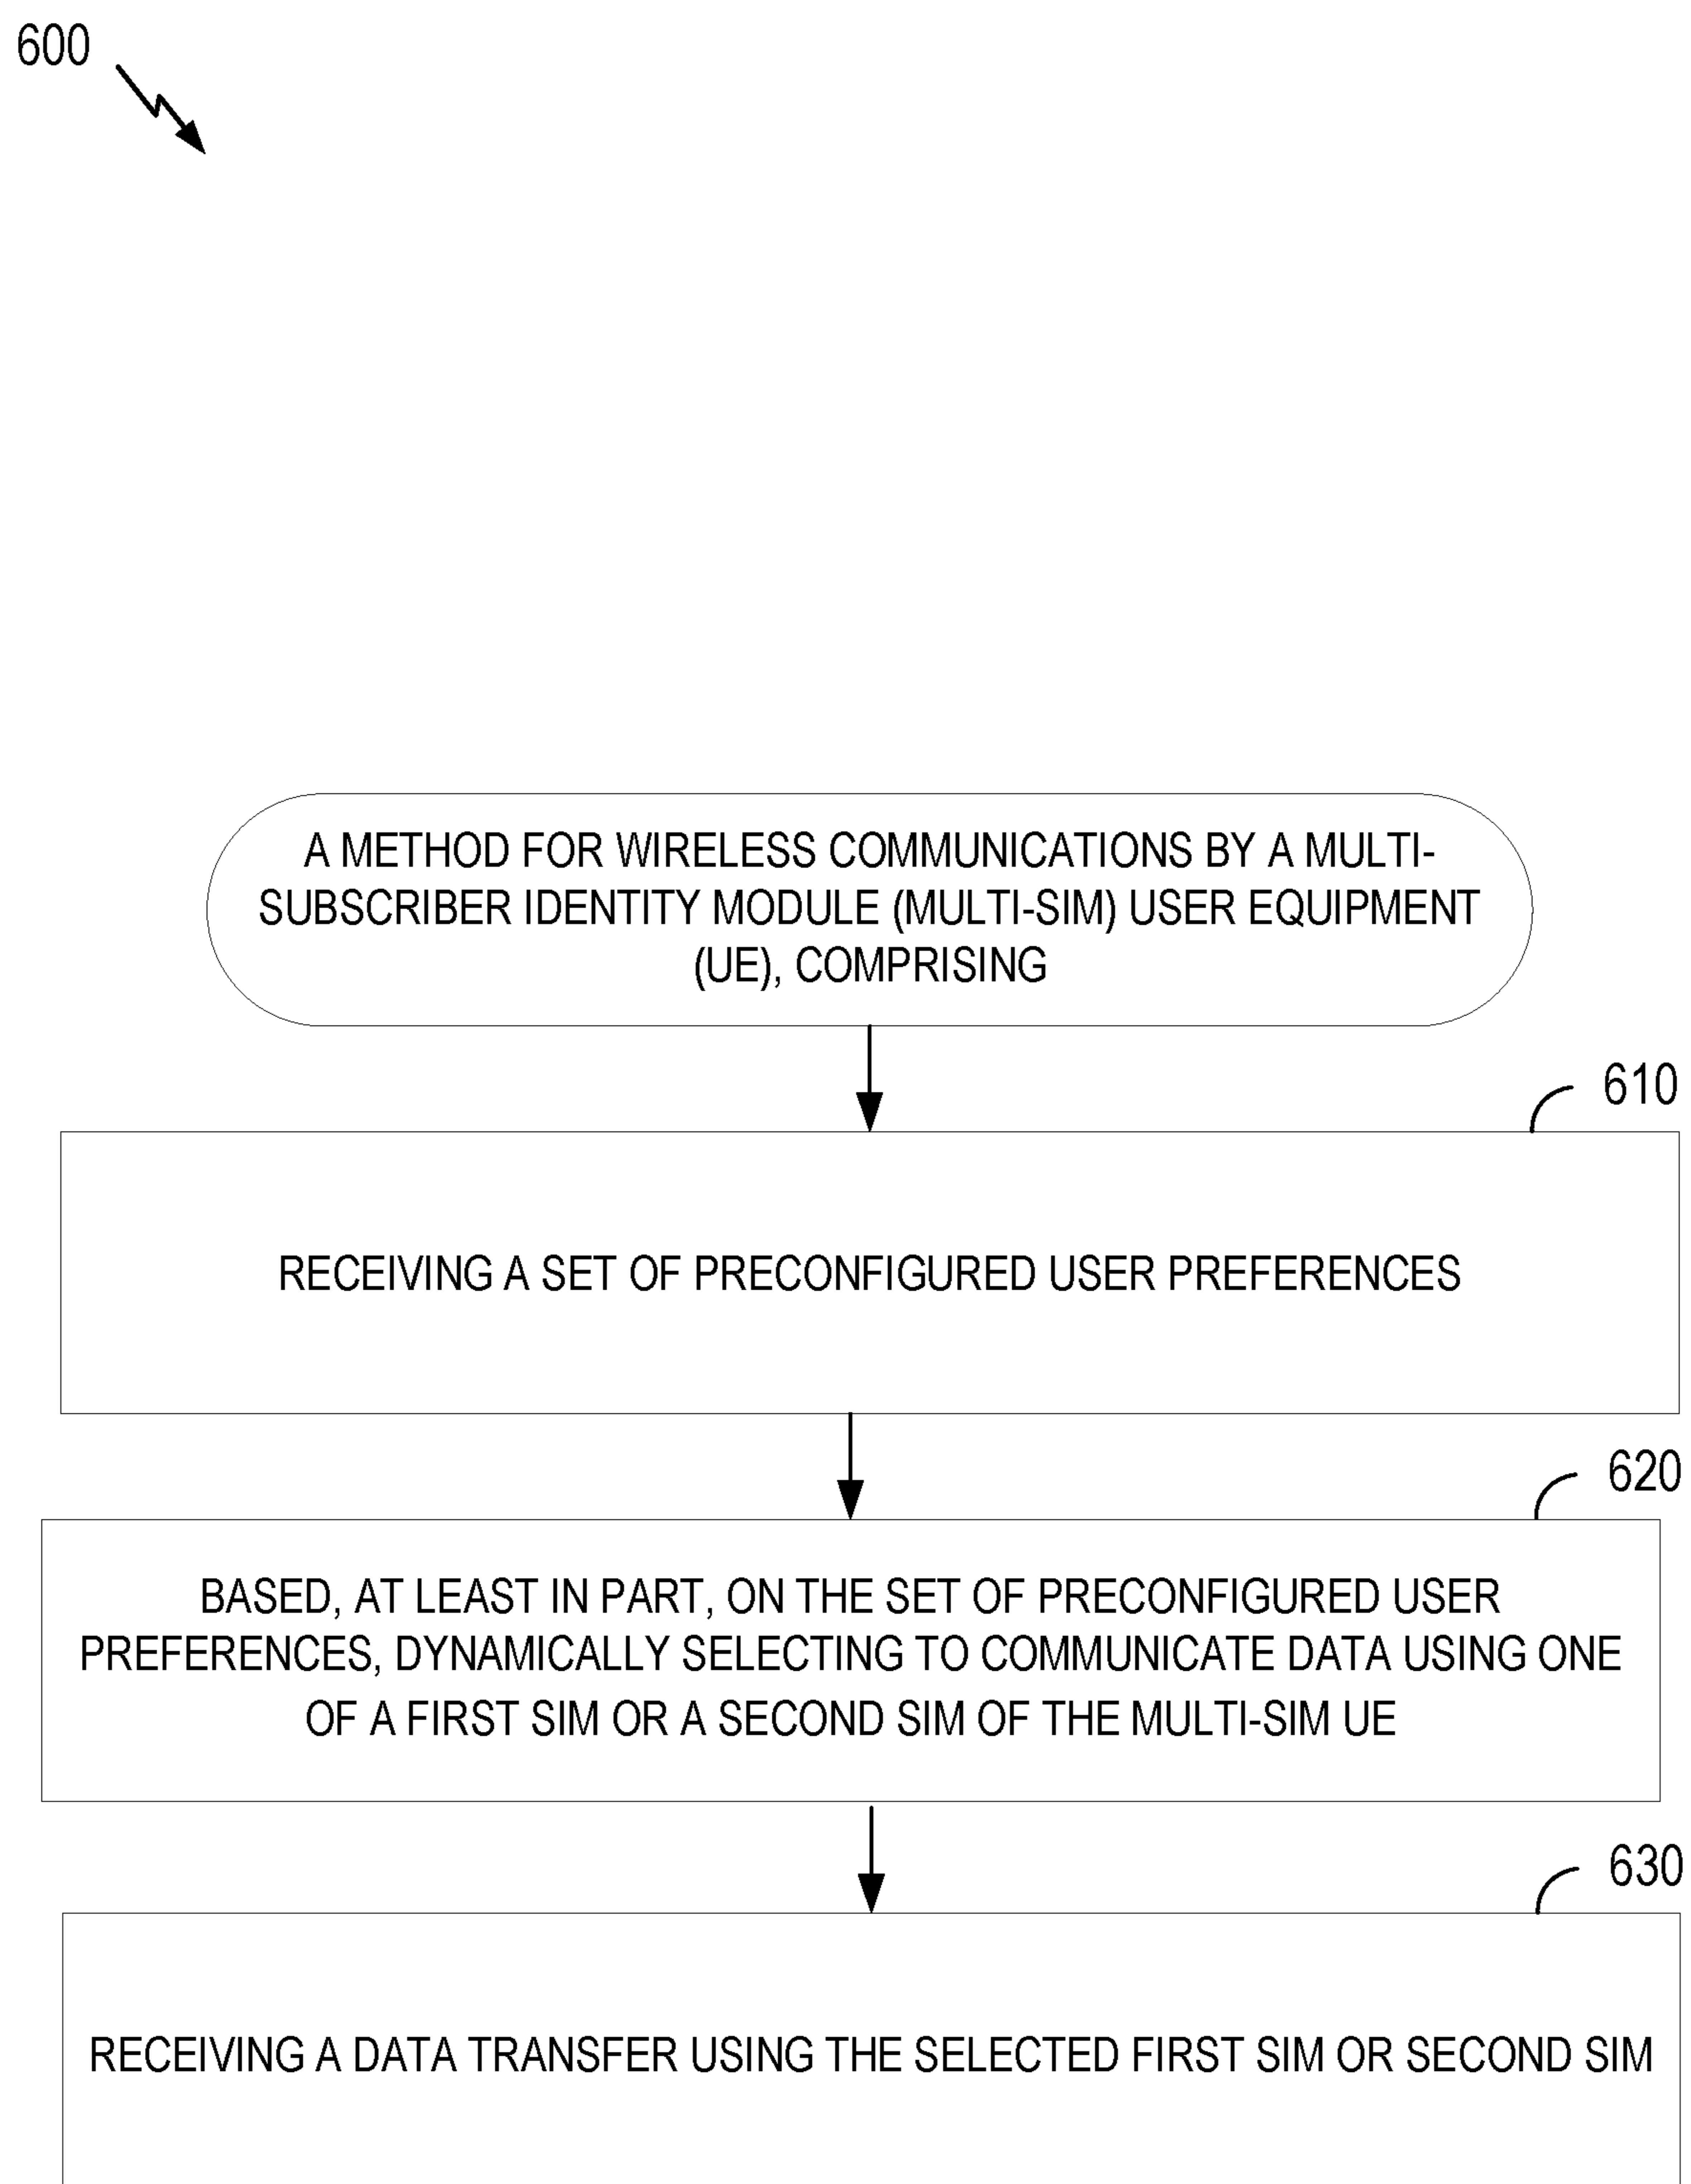 600
A METHOD FOR WIRELESS COMMUNICATIONS BY A MULTI-
SUBSCRIBER IDENTITY MODULE (MULTI-SIM) USER EQUIPMENT
(UE), COMPRISING
610
RECEIVING A SET OF PRECONFIGURED USER PREFERENCES
620
BASED, AT LEAST IN PART, ON THE SET OF PRECONFIGURED USER
PREFERENCES, DYNAMICALLY SELECTING TO COMMUNICATE DATA USING ONE
OF A FIRST SIM OR A SECOND SIM OF THE MULTI-SIM UE
630
RECEIVING A DATA TRANSFER USING THE SELECTED FIRST SIM OR SECOND SIM